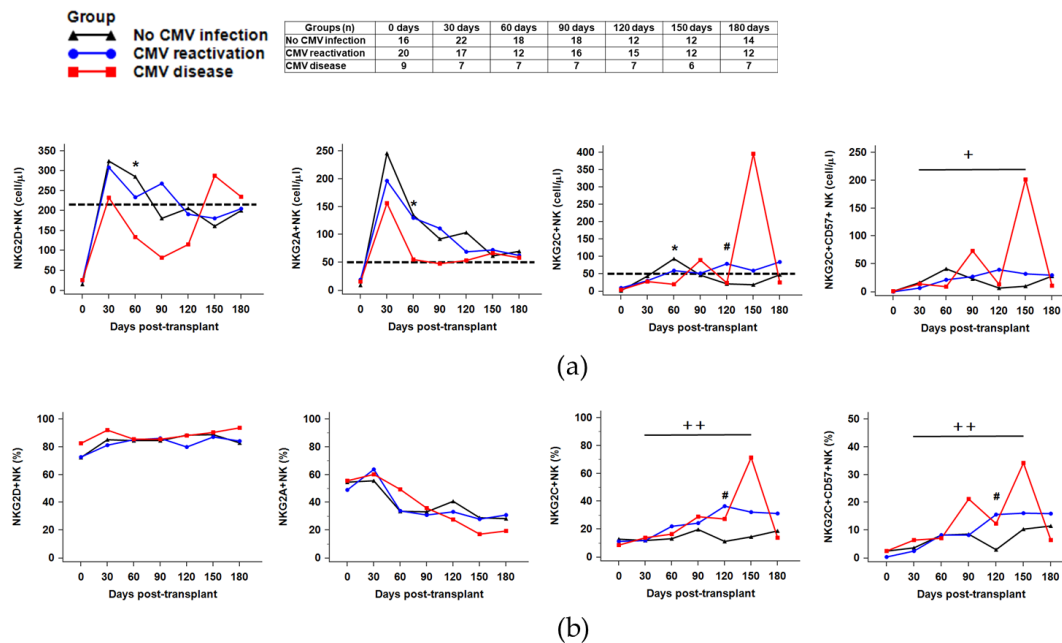 Group
No CMV infection
CMV reactivation
CMV disease
Groups (n) 0 days 30 days 60 days 90 days 120 days 150 days 180 days
No CMV infection 16 22 18 18 12 12 14
CMV reactivation 20 17 12 16 15 12 12
CMV disease 9 7 7 7 7 6 7
NKG2D+NK (cell/µl)
350
300
250
200
150
100
50
0
*
0 30 60 90 120 150 180
Days post-transplant
NKG2A+NK (cell/µl)
250
200
150
100
50
0
*
0 30 60 90 120 150 180
Days post-transplant
NKG2C+NK (cell/µl)
400
350
300
250
200
150
100
50
0
*
#
0 30 60 90 120 150 180
Days post-transplant
NKG2C+CD57+ NK (cell/µl)
250
200
150
100
50
0
+
0 30 60 90 120 150 180
Days post-transplant
(a)
NKG2D+NK (%)
100
80
60
40
20
0
0 30 60 90 120 150 180
Days post-transplant
NKG2A+NK (%)
100
80
60
40
20
0
0 30 60 90 120 150 180
Days post-transplant
NKG2C+NK (%)
100
80
60
40
20
0
++
#
0 30 60 90 120 150 180
Days post-transplant
NKG2C+CD57+NK (%)
50
40
30
20
10
0
++
#
0 30 60 90 120 150 180
Days post-transplant
(b)